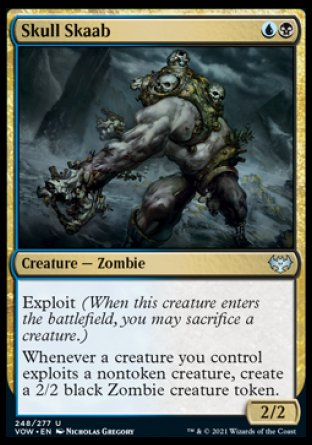 Skull Skaab
Creature — Zombie
Exploit (When this creature enters
the battlefield, you may sacrifice a
creature.)
Whenever a creature you control
exploits a nontoken creature, create
a 2/2 black Zombie creature token.
2/2
248/277 U
VOW • EN Nicholas Gregory
™ & © 2021 Wizards of the Coast